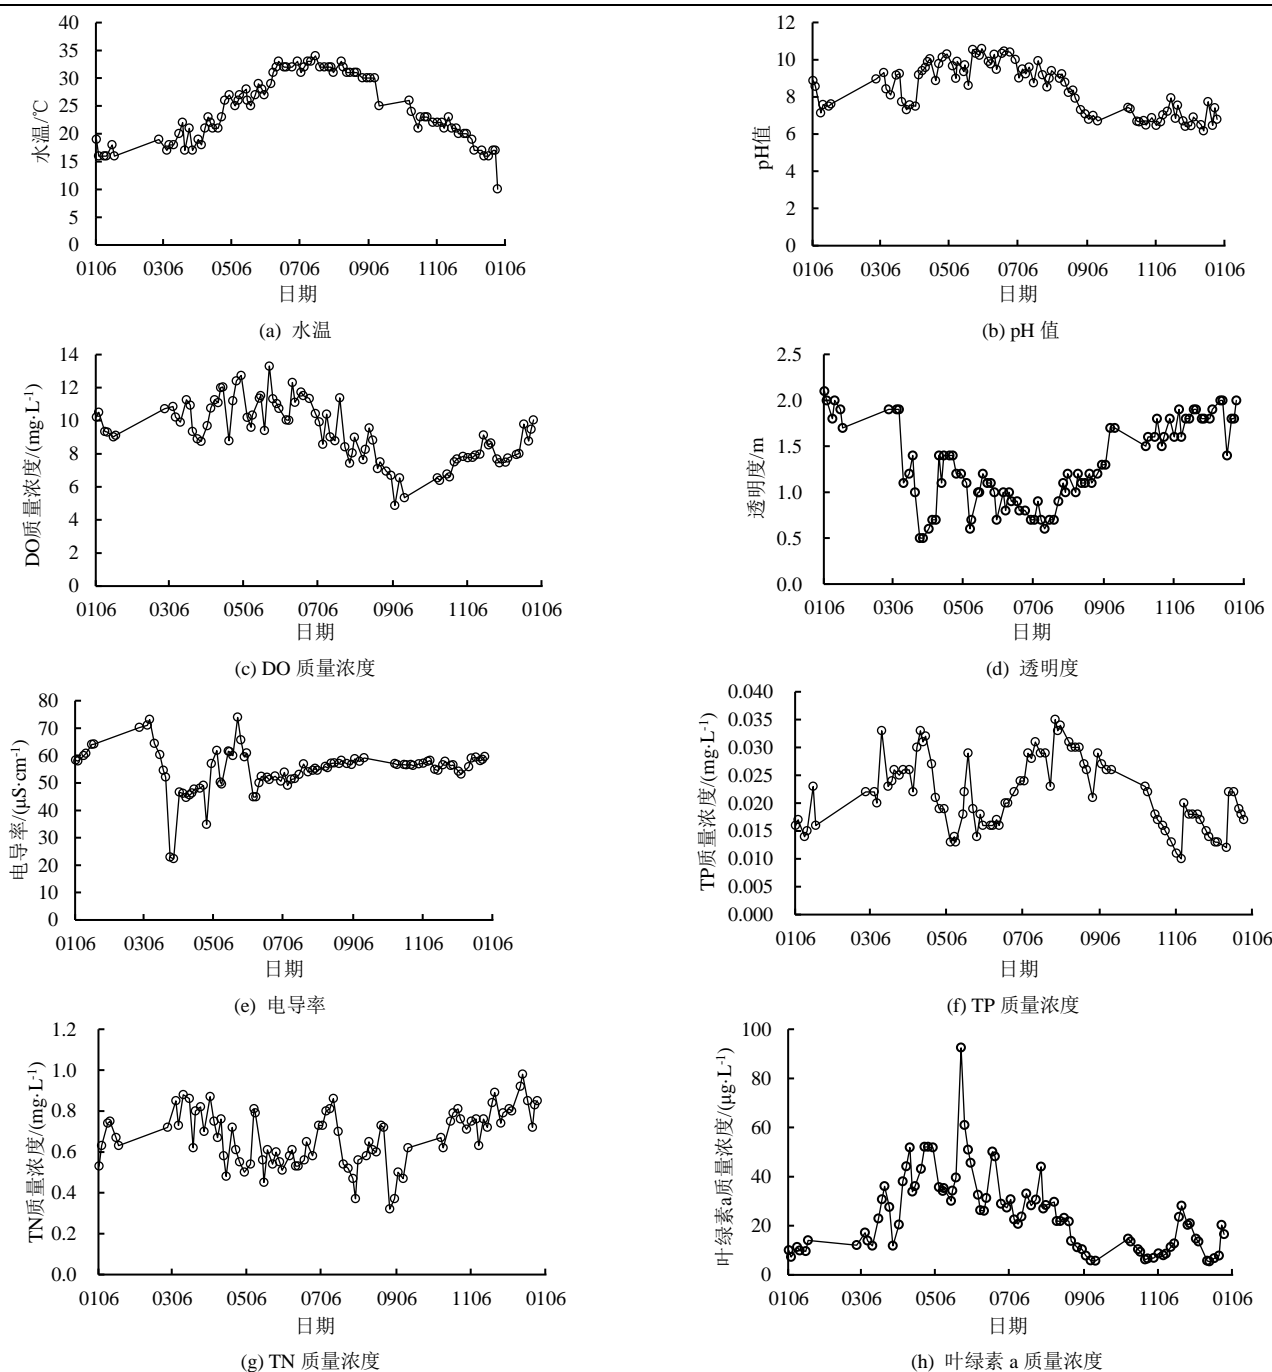 40
35
30
25
20
15
10
5
0
水温/℃
0106 0306 0506 0706 0906 1106 0106
日期
(a) 水温
12
10
8
6
4
2
0
pH值
0106 0306 0506 0706 0906 1106 0106
日期
(b) pH 值
14
12
10
8
6
4
2
0
DO质量浓度/(mg·L-1)
0106 0306 0506 0706 0906 1106 0106
日期
(c) DO 质量浓度
2.5
2.0
1.5
1.0
0.5
0.0
透明度/m
0106 0306 0506 0706 0906 1106 0106
日期
(d) 透明度
80
70
60
50
40
30
20
10
0
电导率/(μS·cm-1)
0106 0306 0506 0706 0906 1106 0106
日期
(e) 电导率
0.040
0.035
0.030
0.025
0.020
0.015
0.010
0.005
0.000
TP质量浓度/(mg·L-1)
0106 0306 0506 0706 0906 1106 0106
日期
(f) TP 质量浓度
1.2
1.0
0.8
0.6
0.4
0.2
0.0
TN质量浓度/(mg·L-1)
0106 0306 0506 0706 0906 1106 0106
日期
(g) TN 质量浓度
100
80
60
40
20
0
叶绿素a质量浓度/(μg·L-1)
0106 0306 0506 0706 0906 1106 0106
日期
(h) 叶绿素 a 质量浓度